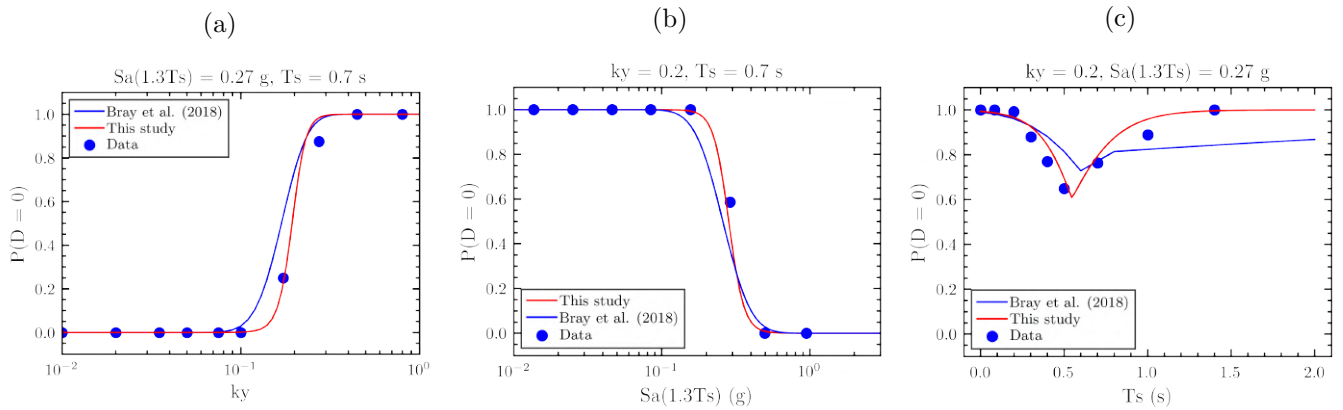 (a)
Sa(1.3Ts) = 0.27 g, Ts = 0.7 s
Bray et al. (2018)
This study
Data
P(D = 0)
1.0
0.8
0.6
0.4
0.2
0.0
10⁻²
10⁻¹
10⁰
ky
(b)
ky = 0.2, Ts = 0.7 s
P(D = 0)
1.0
0.8
0.6
0.4
0.2
0.0
This study
Bray et al. (2018)
Data
10⁻²
10⁻¹
10⁰
Sa(1.3Ts) (g)
(c)
ky = 0.2, Sa(1.3Ts) = 0.27 g
P(D = 0)
1.0
0.8
0.6
0.4
0.2
0.0
Bray et al. (2018)
This study
Data
0.0
0.5
1.0
1.5
2.0
Ts (s)